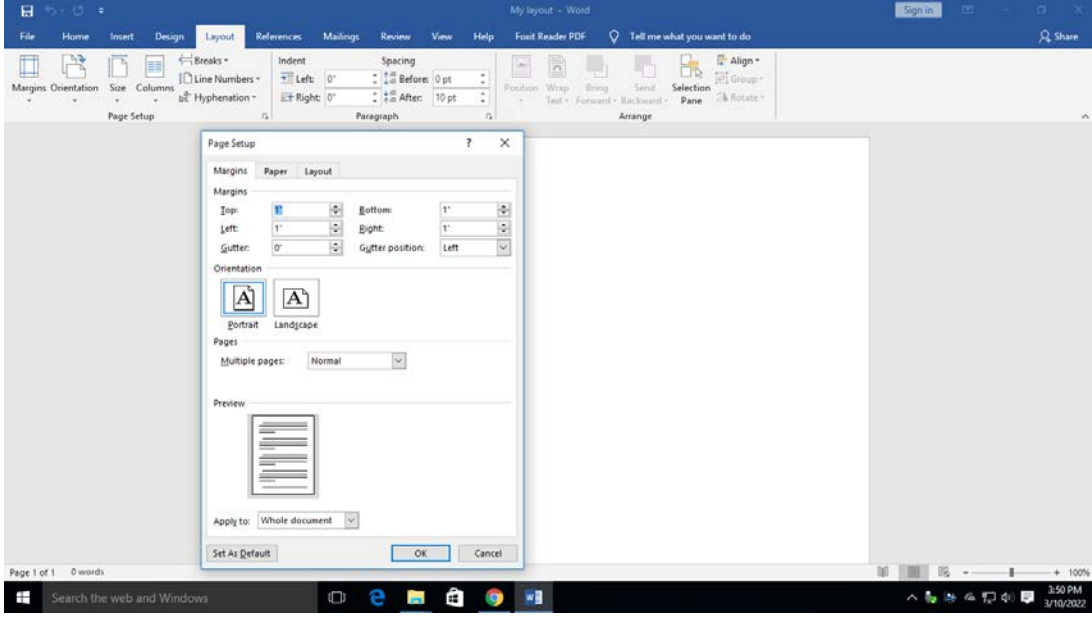 My layout - Word
Sign in
File Home Insert Design Layout References Mailings Review View Help Foxit Reader PDF Tell me what you want to do Share
Margins Orientation Size Columns
Breaks
Line Numbers
Hyphenation
Page Setup
Indent
Left: 0"
Right: 0"
Spacing
Before: 0 pt
After: 10 pt
Paragraph
Position Wrap Text Bring Forward Send Backward Selection Pane
Align
Group
Rotate
Arrange
Page Setup ?
Margins Paper Layout
Margins
Top: 1" Bottom: 1"
Left: 1" Right: 1"
Gutter: 0" Gutter position: Left
Orientation
A A
Portrait Landscape
Pages
Multiple pages: Normal
Preview
Apply to: Whole document
Set As Default OK Cancel
Page 1 of 1 0 words 100%
Search the web and Windows
3:50 PM
3/10/2022